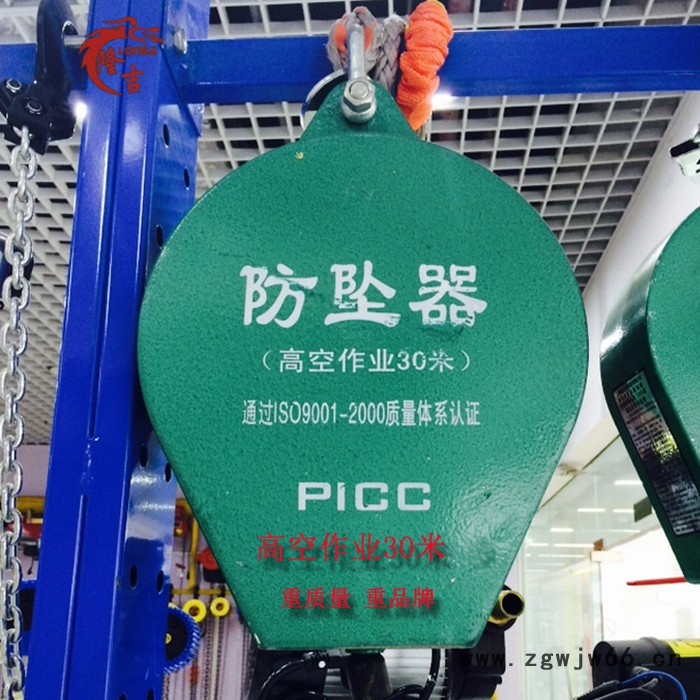 隆吉
防坠器
（高空作业30米）
通过ISO9001-2000质量体系认证
PICC
高空作业30米
重质量 重品牌
www.zgwjw66.cn